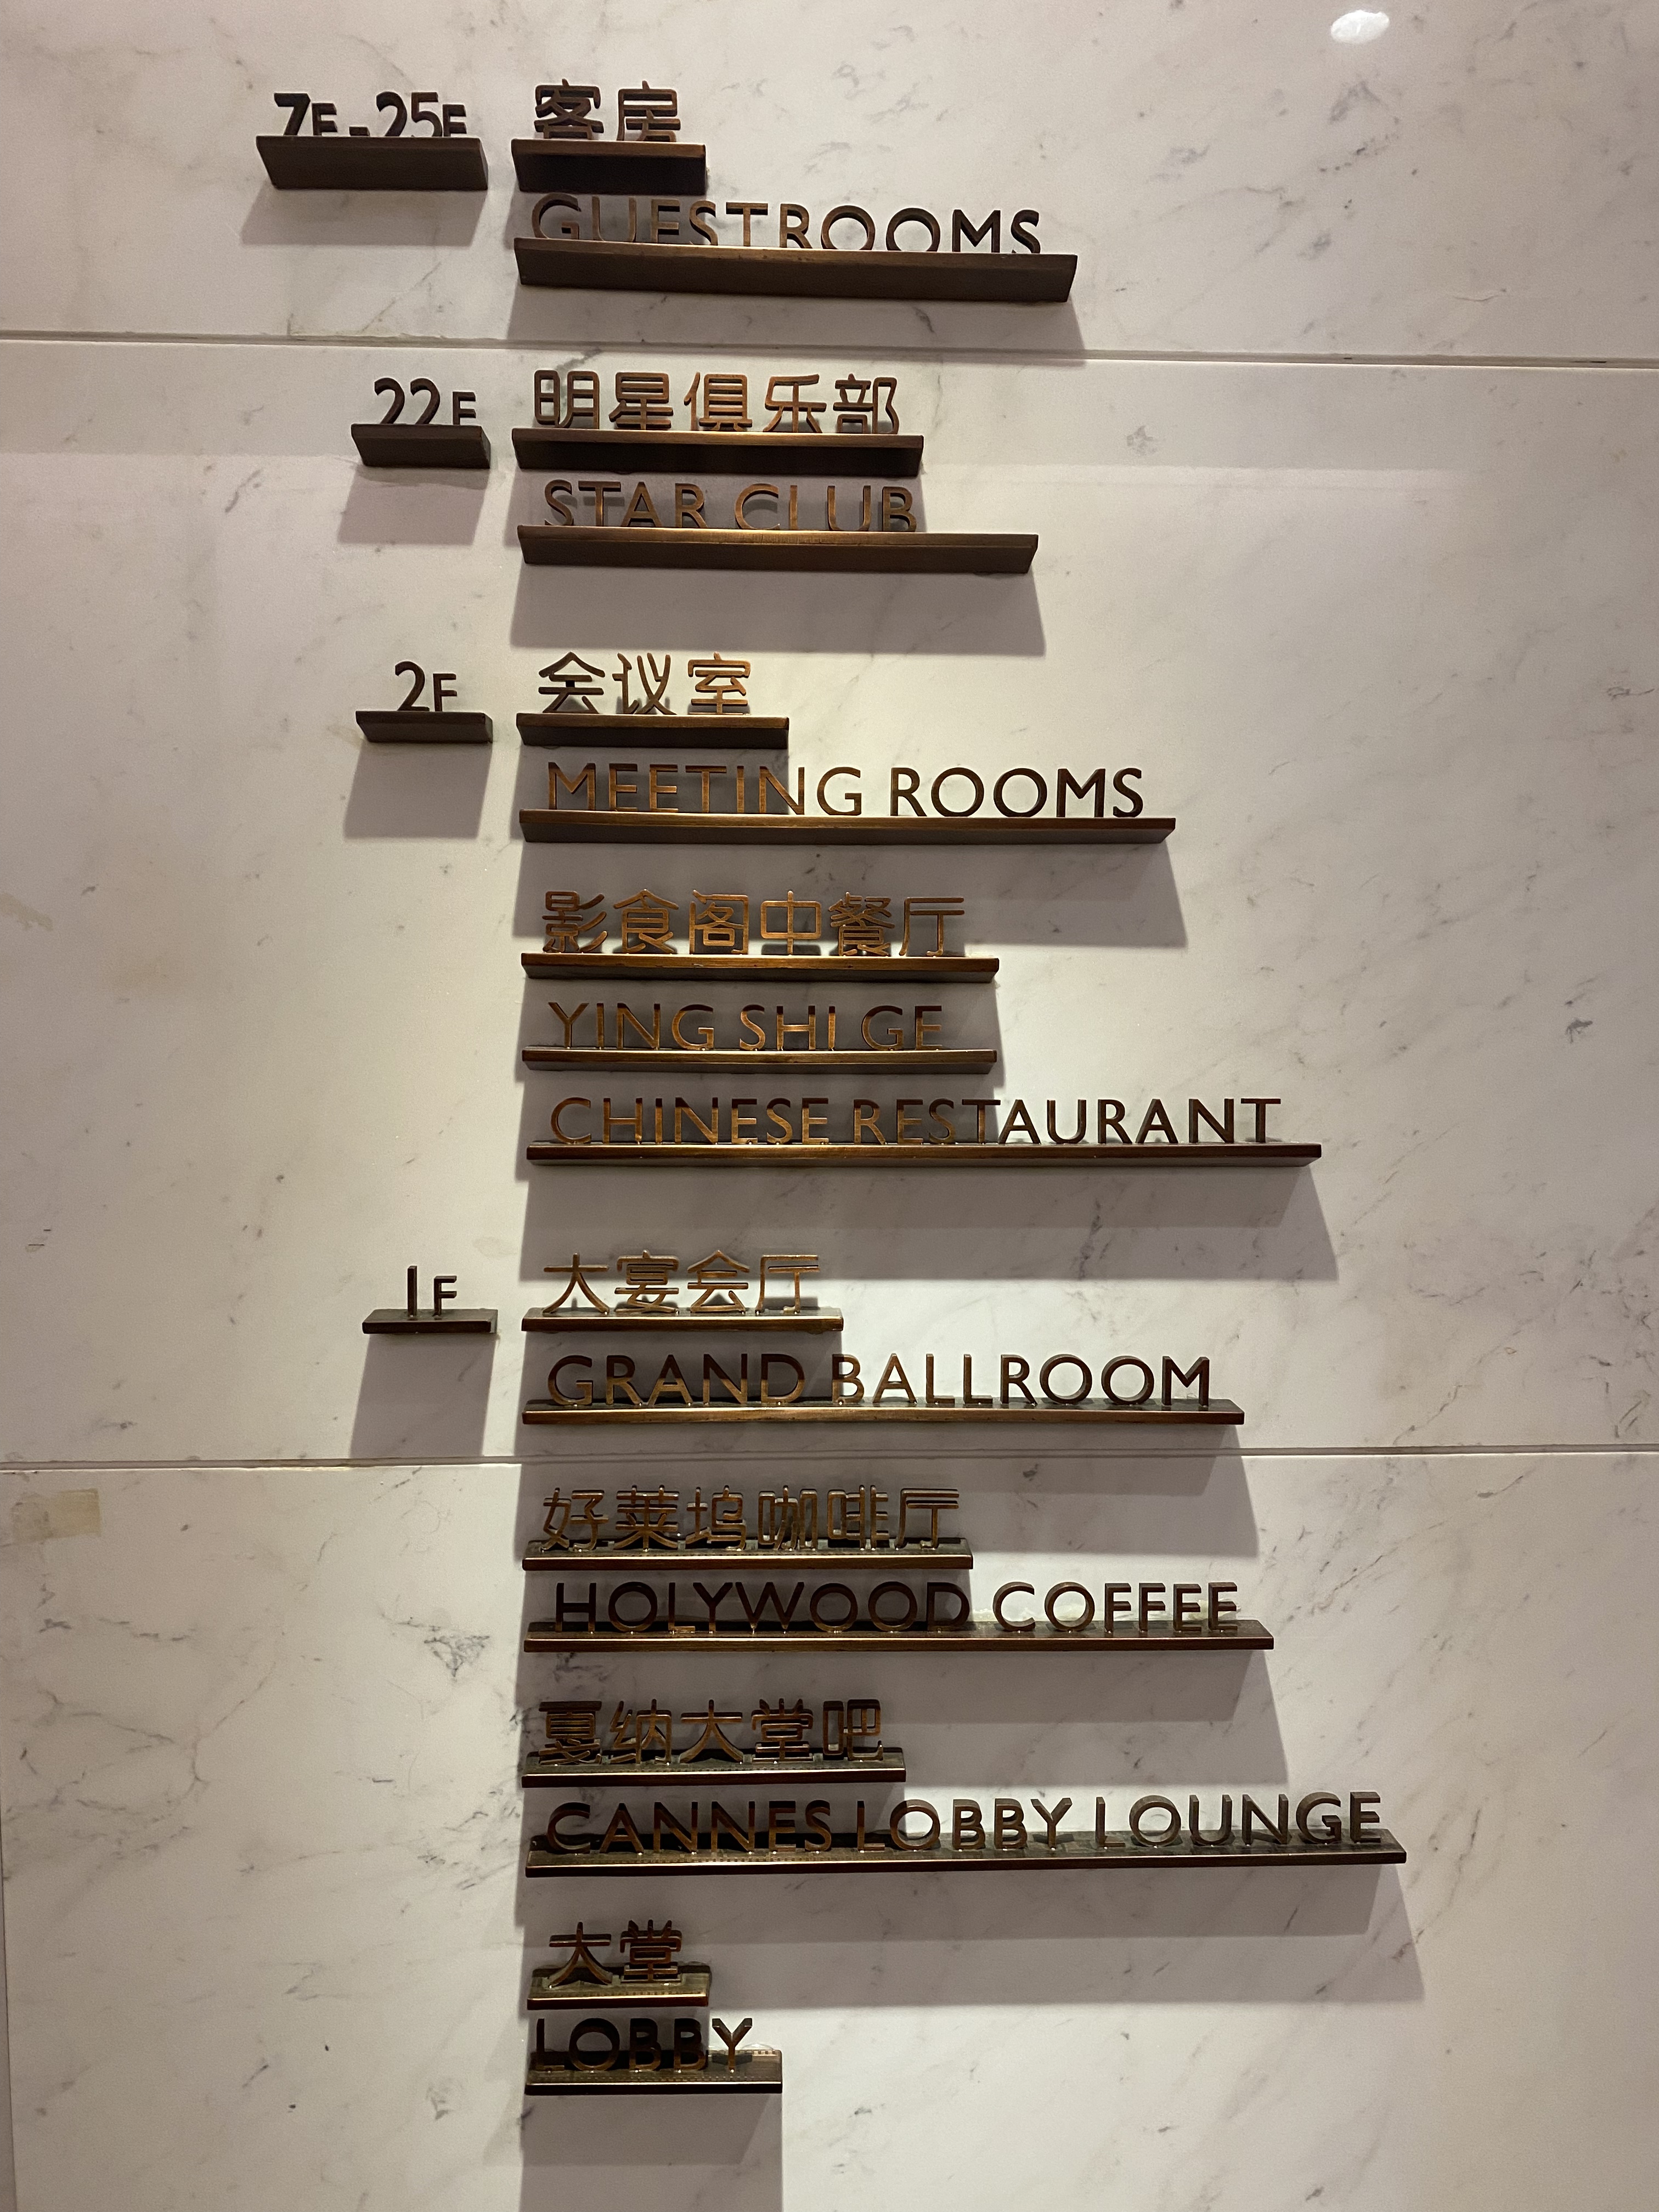 7F-25F 客房
GUESTROOMS
22F 明星俱乐部
STAR CLUB
2F 会议室
MEETING ROOMS
影食阁中餐厅
YING SHI GE
CHINESE RESTAURANT
1F 大宴会厅
GRAND BALLROOM
好莱坞咖啡厅
HOLYWOOD COFFEE
戛纳大堂吧
CANNES LOBBY LOUNGE
大堂
LOBBY